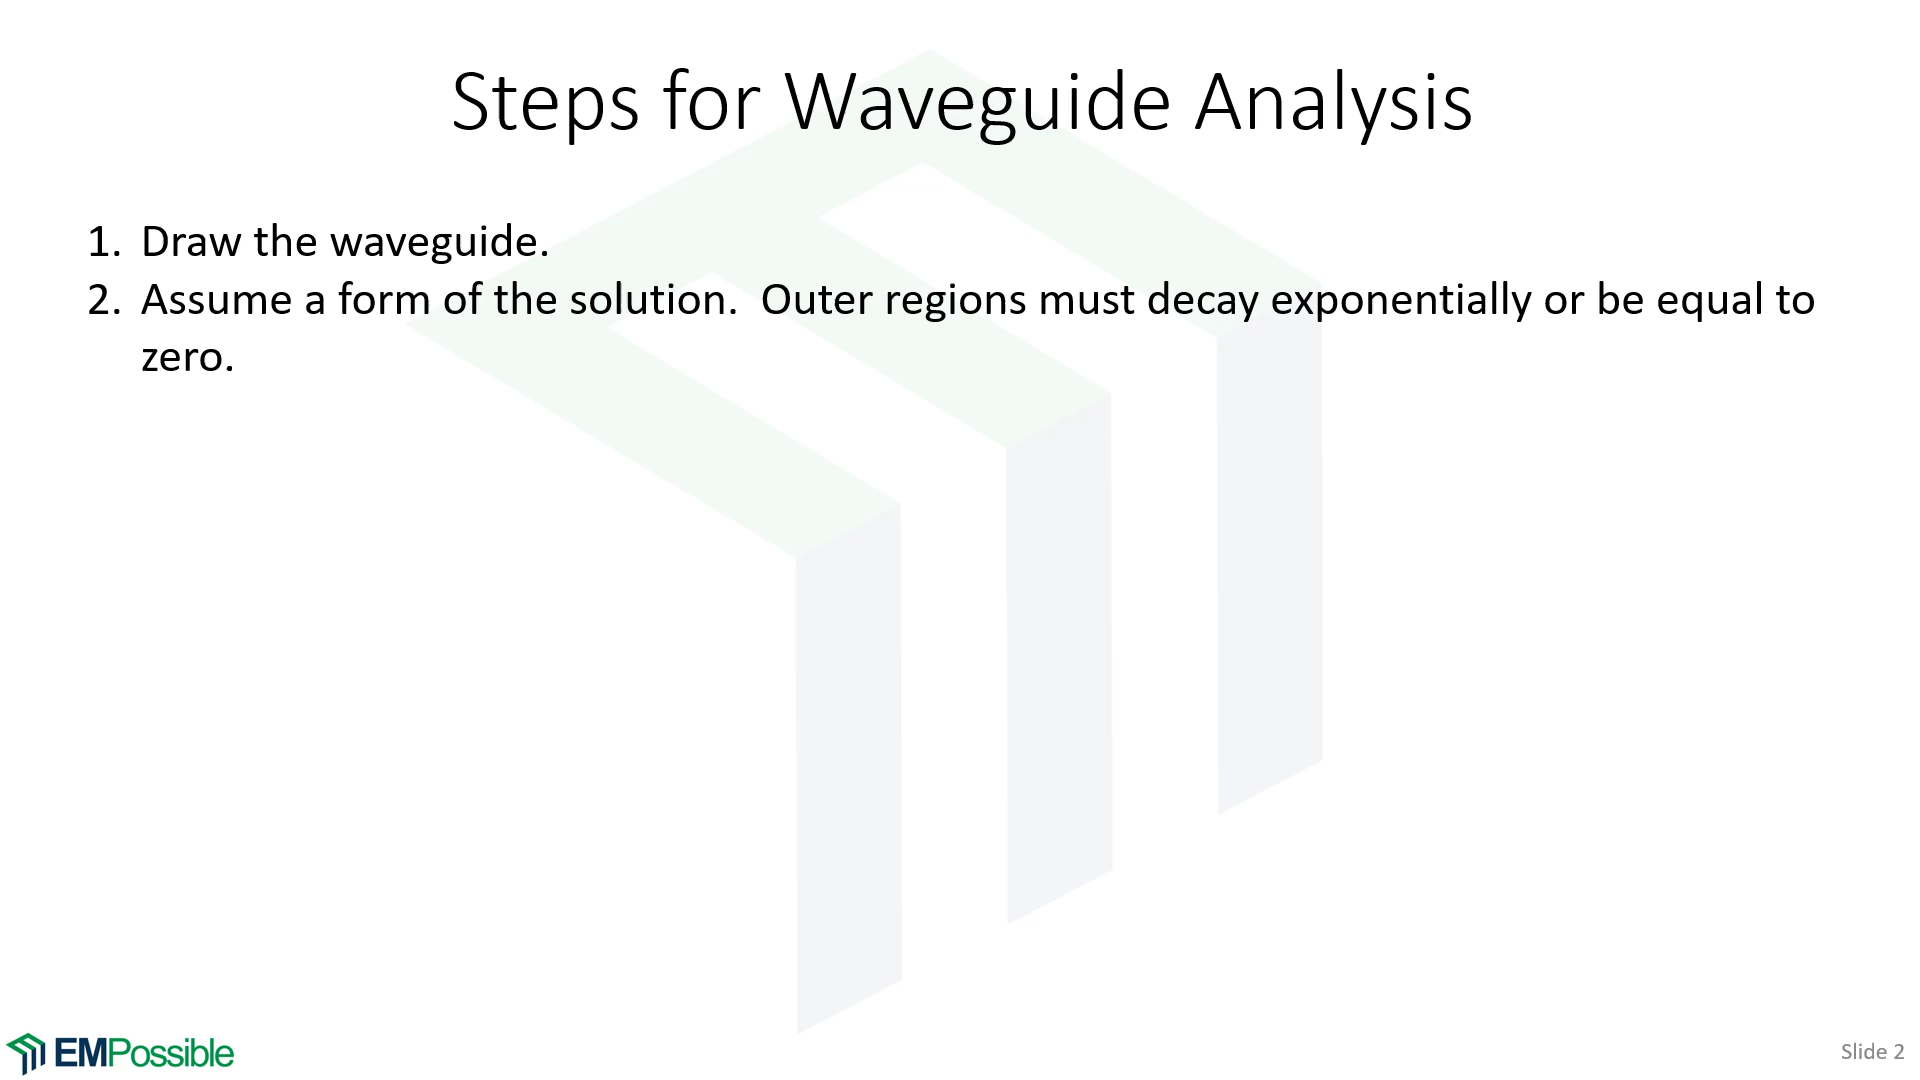 Steps for Waveguide Analysis
1. Draw the waveguide.
2. Assume a form of the solution.  Outer regions must decay exponentially or be equal to
zero.
EMPossible
Slide 2